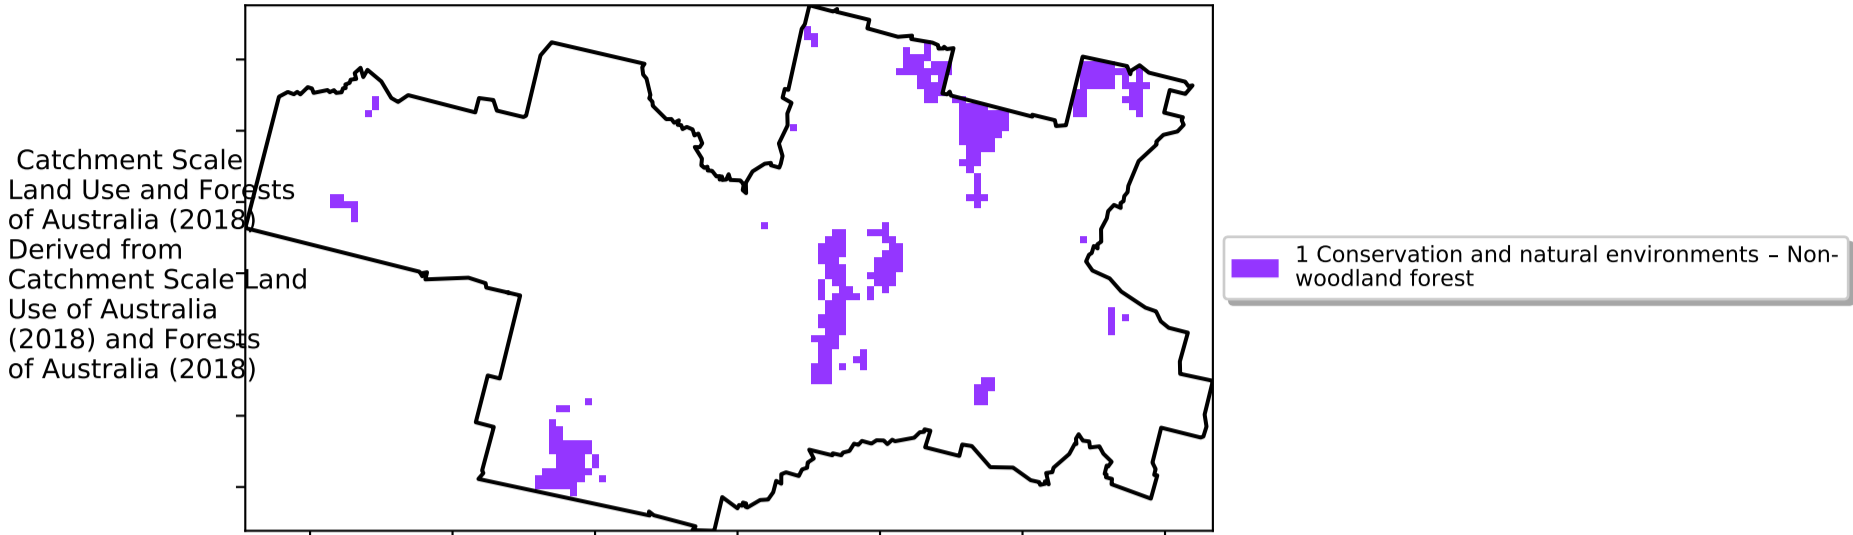 Catchment Scale
Land Use and Forests
of Australia (2018)
Derived from
Catchment Scale Land
Use of Australia
(2018) and Forests
of Australia (2018)
1 Conservation and natural environments – Non-
woodland forest